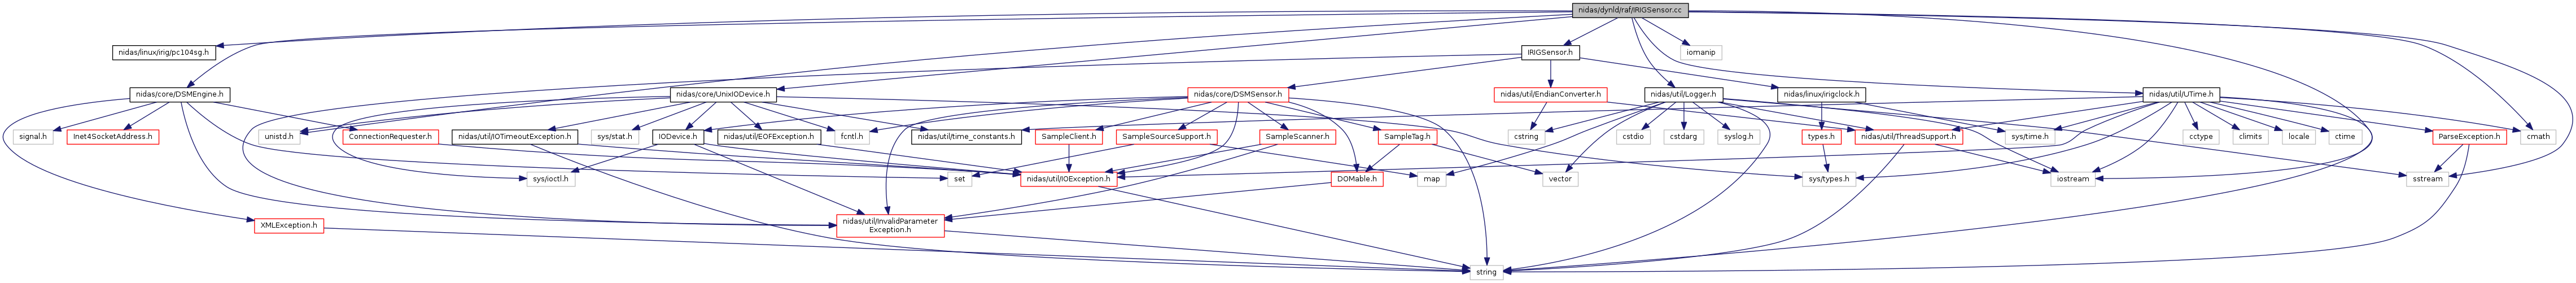 nidas/dynld/raf/IRIGSensor.cc
nidas/linux/irig/pc104sg.h
IRIGSensor.h
iomanip
nidas/core/DSMEngine.h
nidas/core/UnixIODevice.h
nidas/core/DSMSensor.h
nidas/util/EndianConverter.h
nidas/util/Logger.h
nidas/linux/irigclock.h
nidas/util/UTime.h
signal.h
Inet4SocketAddress.h
unistd.h
ConnectionRequester.h
nidas/util/IOTimeoutException.h
sys/stat.h
IODevice.h
nidas/util/EOFException.h
fcntl.h
nidas/util/time_constants.h
SampleClient.h
SampleSourceSupport.h
SampleScanner.h
SampleTag.h
cstring
cstdio
cstdarg
syslog.h
types.h
nidas/util/ThreadSupport.h
sys/time.h
cctype
climits
locale
ctime
ParseException.h
cmath
sys/ioctl.h
set
nidas/util/IOException.h
DOMable.h
map
vector
sys/types.h
iostream
sstream
XMLException.h
nidas/util/InvalidParameter
Exception.h
string